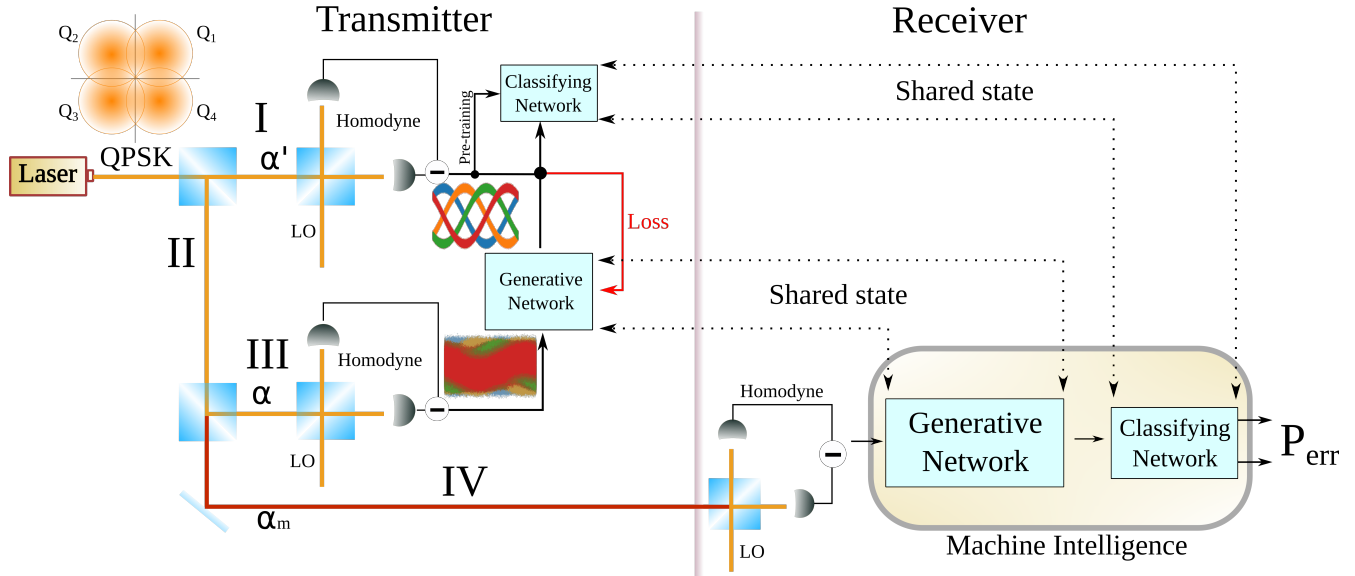 Transmitter
Receiver
Q2
Q1
Q3
Q4
I
Homodyne
Pre-training
Classifying
Network
Shared state
Laser
QPSK
α'
LO
Loss
II
Generative
Network
Shared state
III
Homodyne
α
LO
Homodyne
Generative
Network
Classifying
Network
Perr
IV
αm
LO
Machine Intelligence